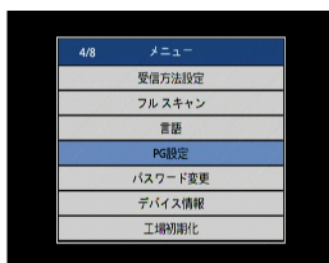 4/8 メニュー
受信方法設定
フル スキャン
言語
PG設定
パスワード変更
デバイス情報
工場初期化